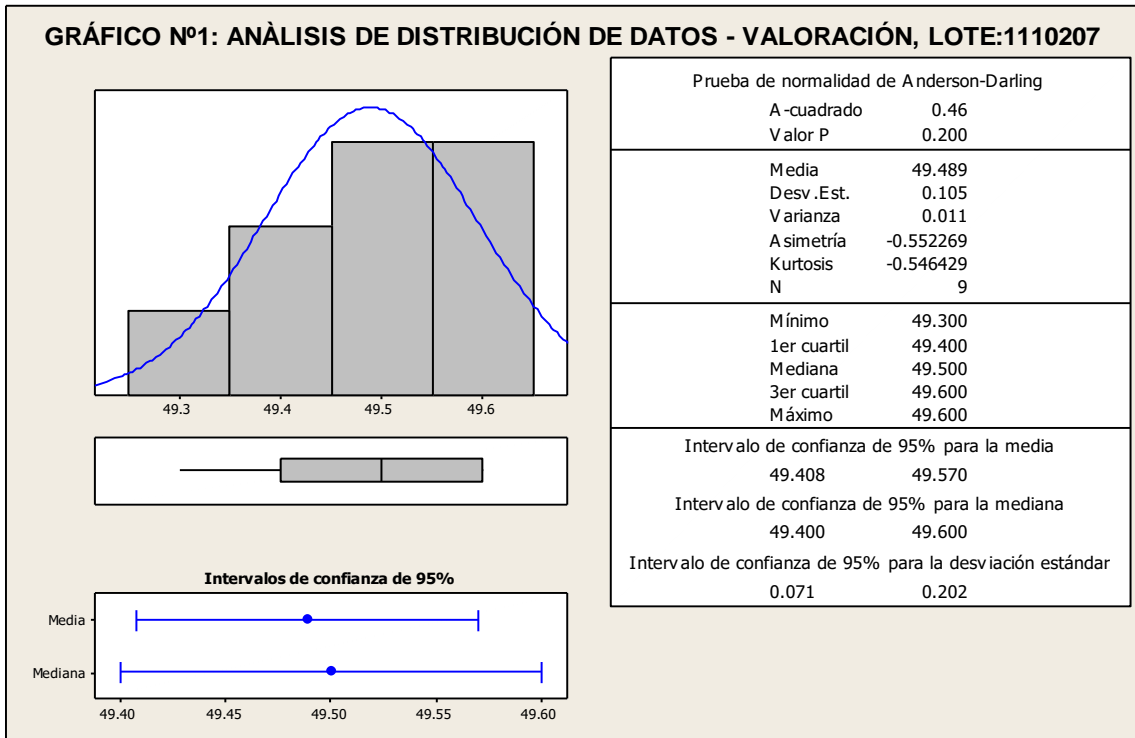 GRÁFICO Nº1: ANÀLISIS DE DISTRIBUCIÓN DE DATOS - VALORACIÓN, LOTE:1110207
49.3 49.4 49.5 49.6
Intervalos de confianza de 95%
Media
Mediana
49.40 49.45 49.50 49.55 49.60
Prueba de normalidad de Anderson-Darling
A-cuadrado 0.46
Valor P 0.200
Media 49.489
Desv.Est. 0.105
Varianza 0.011
Asimetría -0.552269
Kurtosis -0.546429
N 9
Mínimo 49.300
1er cuartil 49.400
Mediana 49.500
3er cuartil 49.600
Máximo 49.600
Intervalo de confianza de 95% para la media
49.408 49.570
Intervalo de confianza de 95% para la mediana
49.400 49.600
Intervalo de confianza de 95% para la desviación estándar
0.071 0.202